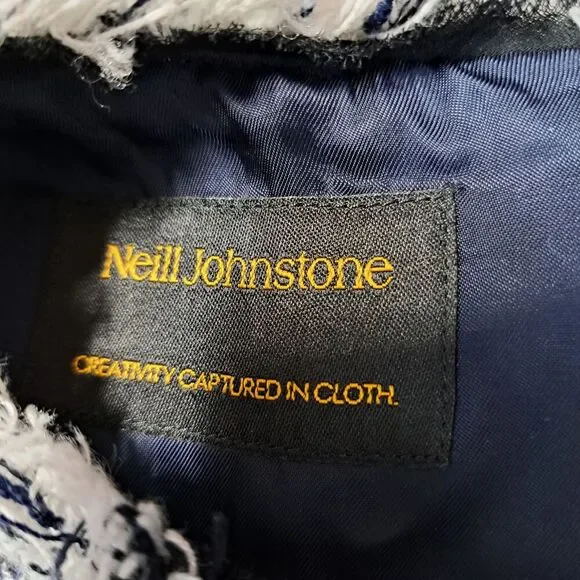 Neill Johnstone
CREATIVITY CAPTURED IN CLOTH.